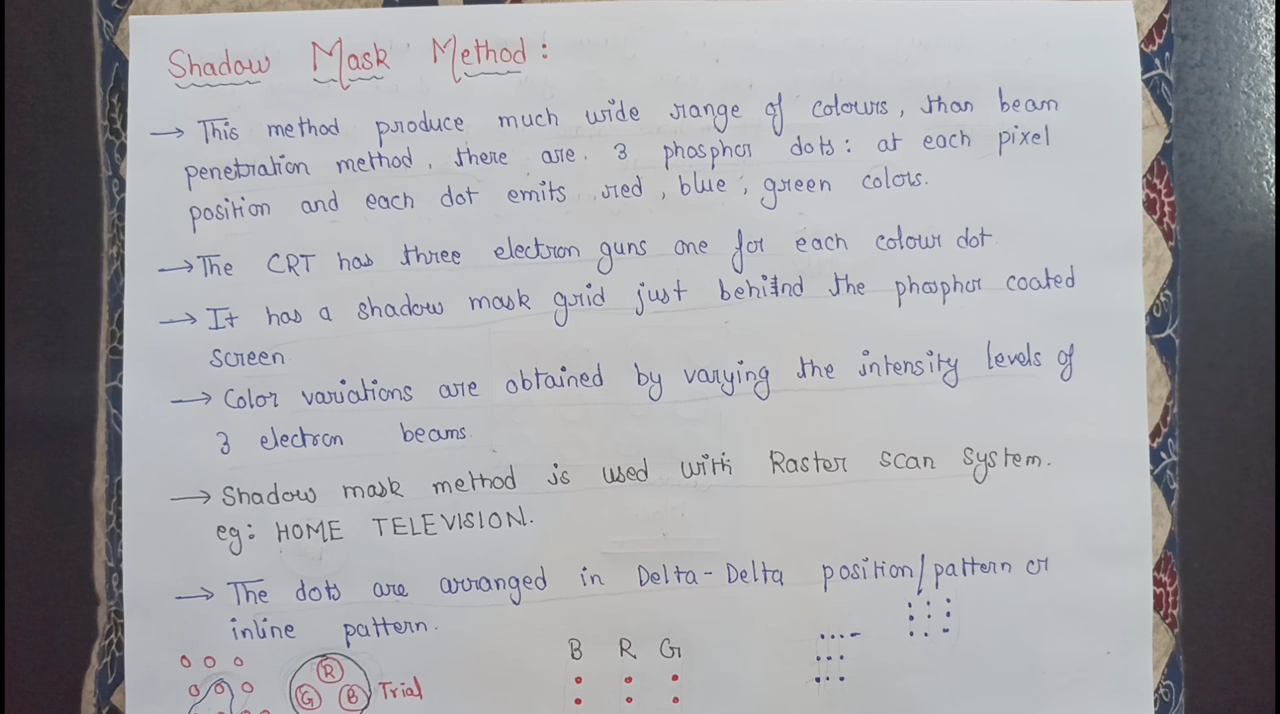 Shadow Mask Method :
→ This method produce much wide range of colours, than beam
penetration method, there are 3 phosphor dots: at each pixel
position and each dot emits red, blue, green colors.
→ The CRT has three electron guns one for each colour dot
→ It has a shadow mask grid just behind the phosphor coated
screen
→ Color variations are obtained by varying the intensity levels of
3 electron beams.
→ Shadow mask method is used with Raster scan system.
eg: HOME TELEVISION.
→ The dots are arranged in Delta-Delta position/pattern or
inline pattern.
B R G
R
G B Trial